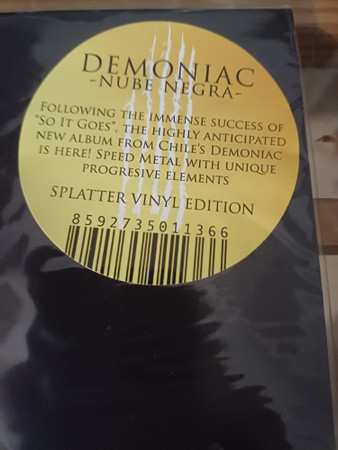 DEMONIAC
-NUBE NEGRA-
FOLLOWING THE IMMENSE SUCCESS OF
"SO IT GOES", THE HIGHLY ANTICIPATED
NEW ALBUM FROM CHILE'S DEMONIAC
IS HERE! SPEED METAL WITH UNIQUE
PROGRESIVE ELEMENTS
SPLATTER VINYL EDITION
8592735011366